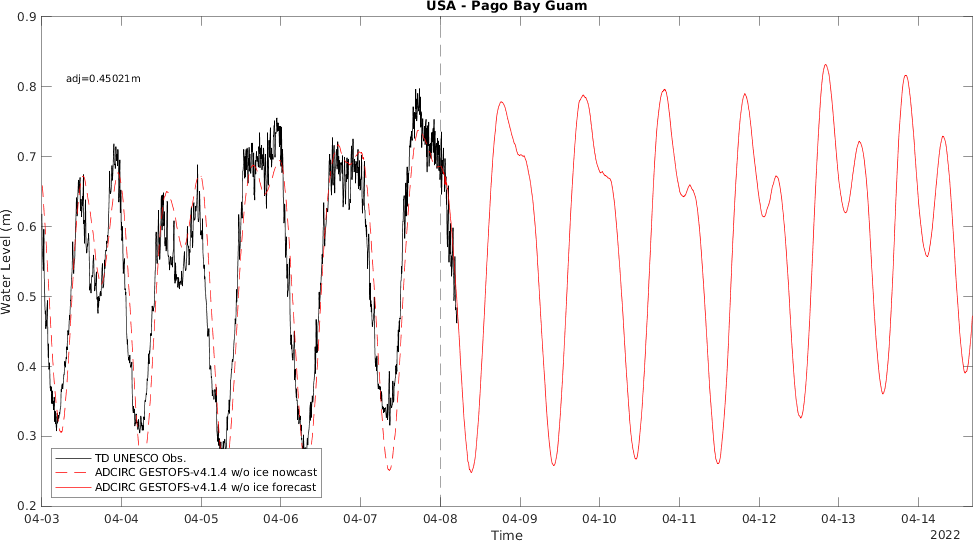 USA - Pago Bay Guam
0.9
adj=0.45021m
0.8
0.7
0.6
0.5
0.4
0.3
0.2
Water Level (m)
TD UNESCO Obs.
ADCIRC GESTOFS-v4.1.4 w/o ice nowcast
ADCIRC GESTOFS-v4.1.4 w/o ice forecast
04-03 04-04 04-05 04-06 04-07 04-08 04-09 04-10 04-11 04-12 04-13 04-14
Time
2022